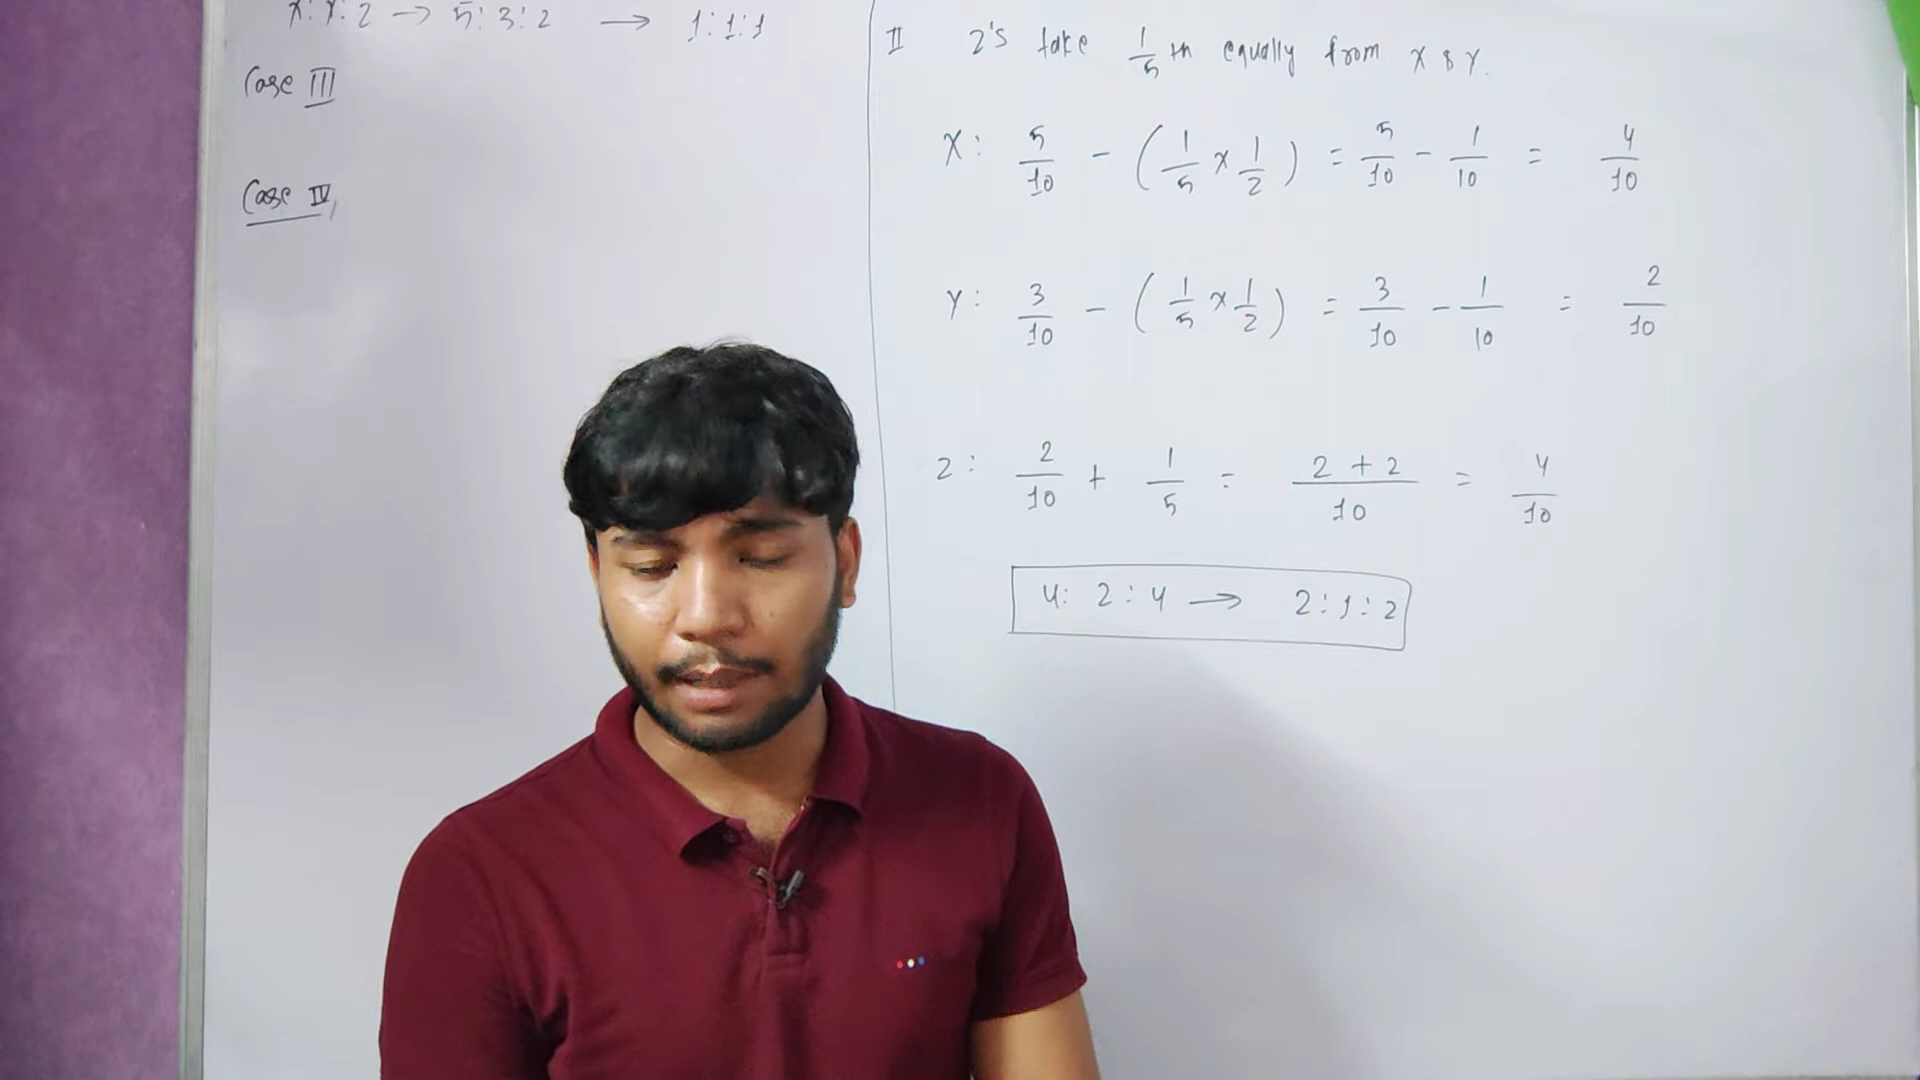 X : Y : Z → 5 : 3 : 2 → 1 : 1 : 1
Case III
Case IV
II Z's take 1/5 th equally from X & Y.
X : 5/10 - (1/5 × 1/2) = 5/10 - 1/10 = 4/10
Y : 3/10 - (1/5 × 1/2) = 3/10 - 1/10 = 2/10
Z : 2/10 + 1/5 = 2 + 2/10 = 4/10
4 : 2 : 4 → 2 : 1 : 2